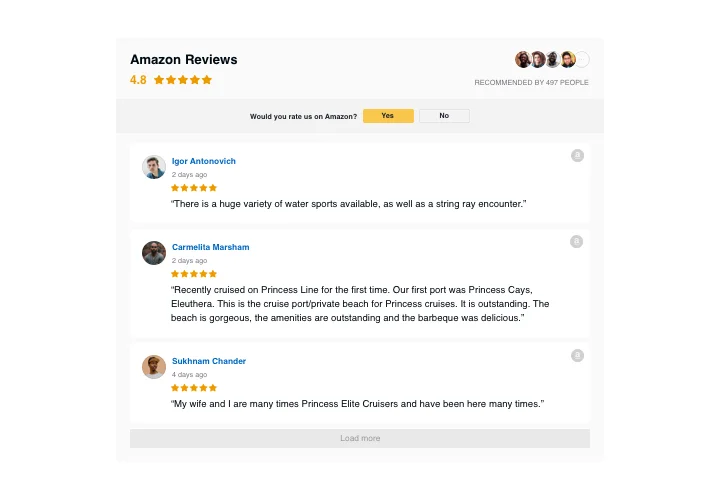 Amazon Reviews
4.8
RECOMMENDED BY 497 PEOPLE
Would you rate us on Amazon? Yes No
Igor Antonovich
a
2 days ago
“There is a huge variety of water sports available, as well as a string ray encounter.”
Carmelita Marsham
a
2 days ago
“Recently cruised on Princess Line for the first time. Our first port was Princess Cays,
Eleuthera. This is the cruise port/private beach for Princess cruises. It is outstanding. The
beach is gorgeous, the amenities are outstanding and the barbeque was delicious.”
Sukhnam Chander
a
4 days ago
“My wife and I are many times Princess Elite Cruisers and have been here many times.”
Load more